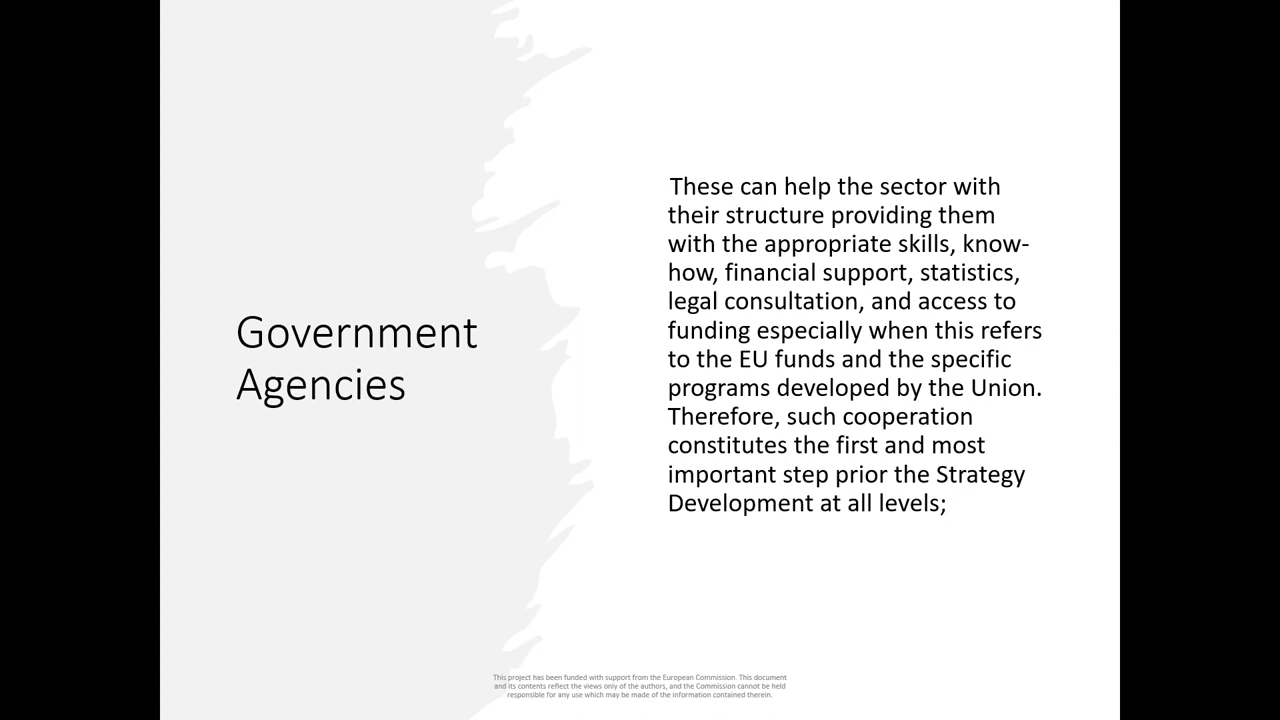 Government
Agencies
These can help the sector with
their structure providing them
with the appropriate skills, know-
how, financial support, statistics,
legal consultation, and access to
funding especially when this refers
to the EU funds and the specific
programs developed by the Union.
Therefore, such cooperation
constitutes the first and most
important step prior the Strategy
Development at all levels;
This project has been funded with support from the European Commission. This document
and its contents reflect the views only of the authors, and the Commission cannot be held
responsible for any use which may be made of the information contained therein.